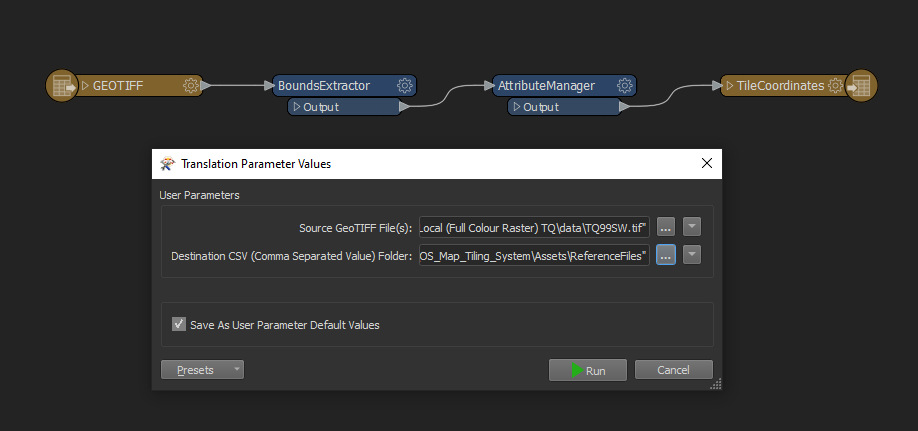 GEOTIFF
BoundsExtractor
AttributeManager
TileCoordinates
Output
Output
Translation Parameter Values
User Parameters
Source GeoTIFF File(s): Local (Full Colour Raster) TQ\data\TQ99SW.tif" ...
Destination CSV (Comma Separated Value) Folder: OS_Map_Tiling_System\Assets\ReferenceFiles" ...
Save As User Parameter Default Values
Presets Run Cancel